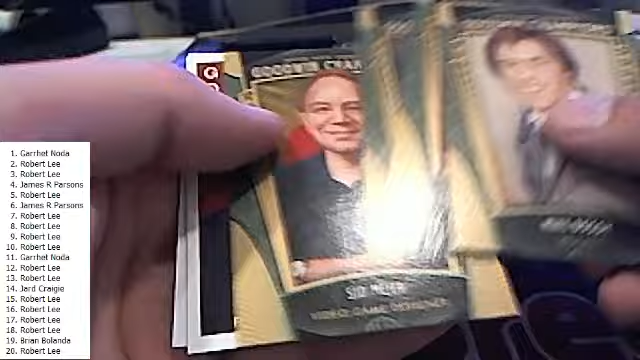 1. Garrhet Noda
2. Robert Lee
3. Robert Lee
4. James R Parsons
5. Robert Lee
6. James R Parsons
7. Robert Lee
8. Robert Lee
9. Robert Lee
10. Robert Lee
11. Garrhet Noda
12. Robert Lee
13. Robert Lee
14. Jard Craigie
15. Robert Lee
16. Robert Lee
17. Robert Lee
18. Robert Lee
19. Brian Bolanda
20. Robert Lee
GOODWIN CHA
SID MEIER
VIDEO GAME DESIGNER